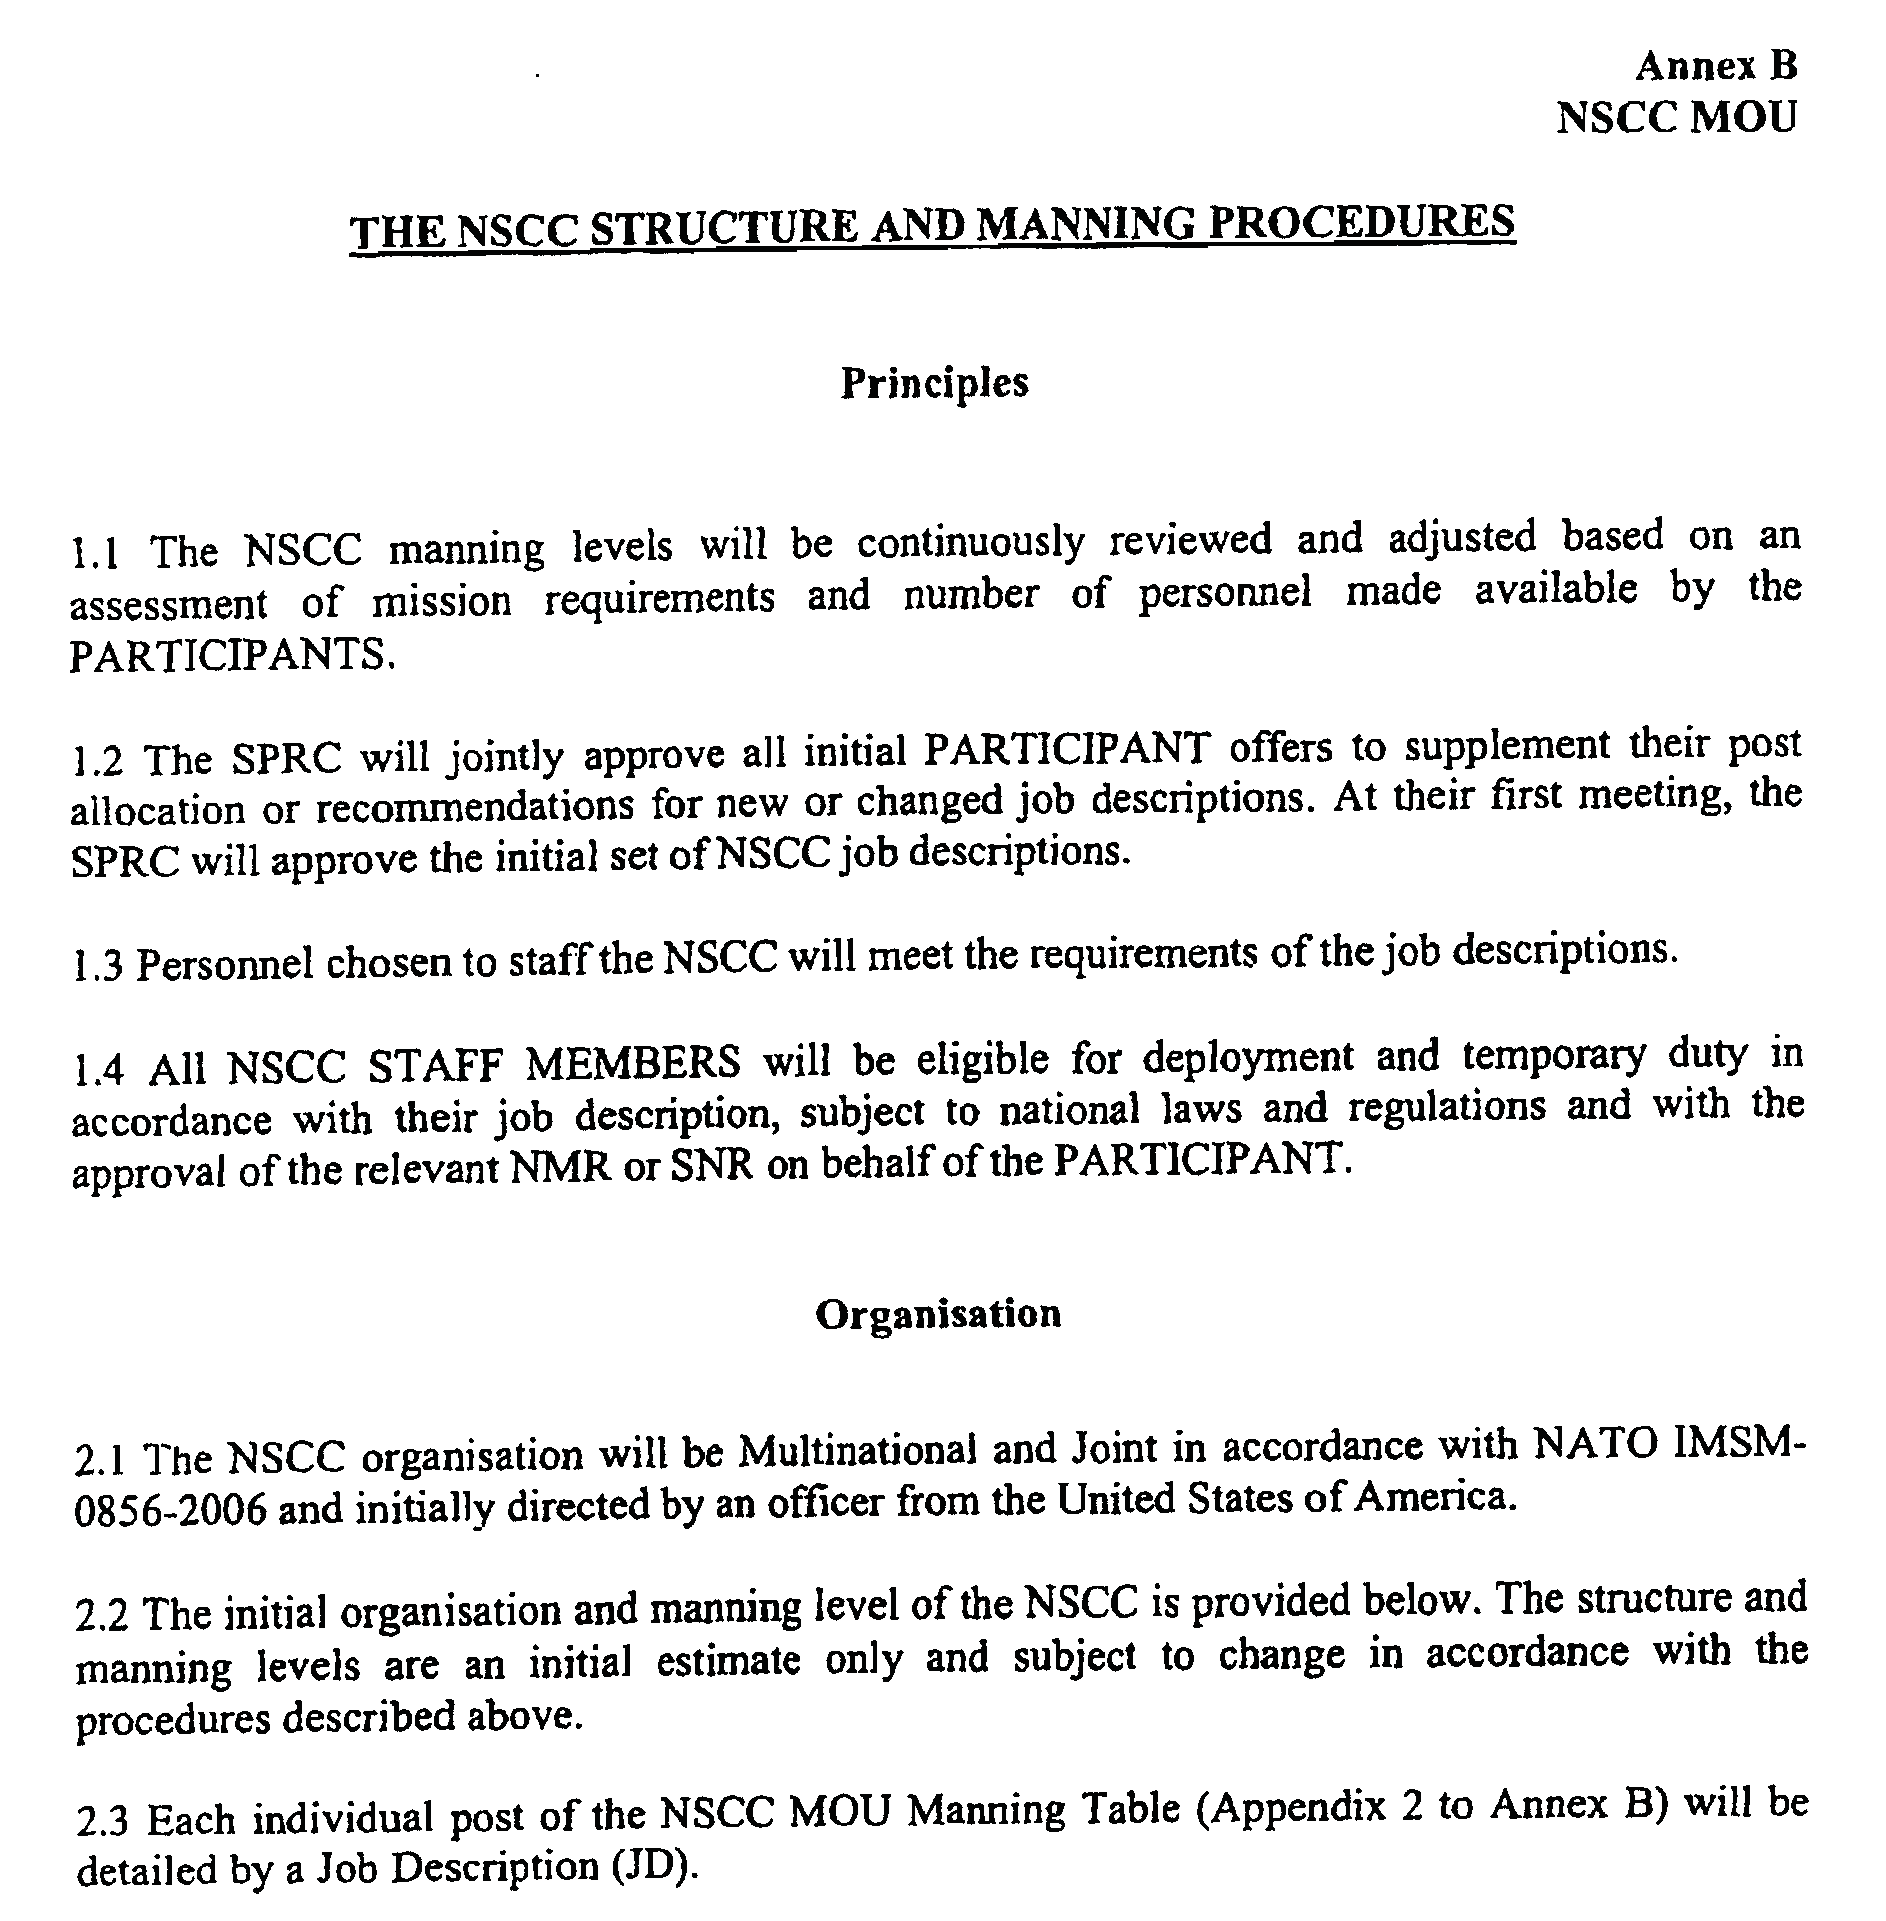 Annex B
NSCC MOU
THE NSCC STRUCTURE AND MANNING PROCEDURES
Principles
1.1 The NSCC manning levels will be continuously reviewed and adjusted based on an
assessment of mission requirements and number of personnel made available by the
PARTICIPANTS.
1.2 The SPRC will jointly approve all initial PARTICIPANT offers to supplement their post
allocation or recommendations for new or changed job descriptions. At their first meeting, the
SPRC will approve the initial set of NSCC job descriptions.
1.3 Personnel chosen to staff the NSCC will meet the requirements of the job descriptions.
1.4 All NSCC STAFF MEMBERS will be eligible for deployment and temporary duty in
accordance with their job description, subject to national laws and regulations and with the
approval of the relevant NMR or SNR on behalf of the PARTICIPANT.
Organisation
2.1 The NSCC organisation will be Multinational and Joint in accordance with NATO IMSM-
0856-2006 and initially directed by an officer from the United States of America.
2.2 The initial organisation and manning level of the NSCC is provided below. The structure and
manning levels are an initial estimate only and subject to change in accordance with the
procedures described above.
2.3 Each individual post of the NSCC MOU Manning Table (Appendix 2 to Annex B) will be
detailed by a Job Description (JD).